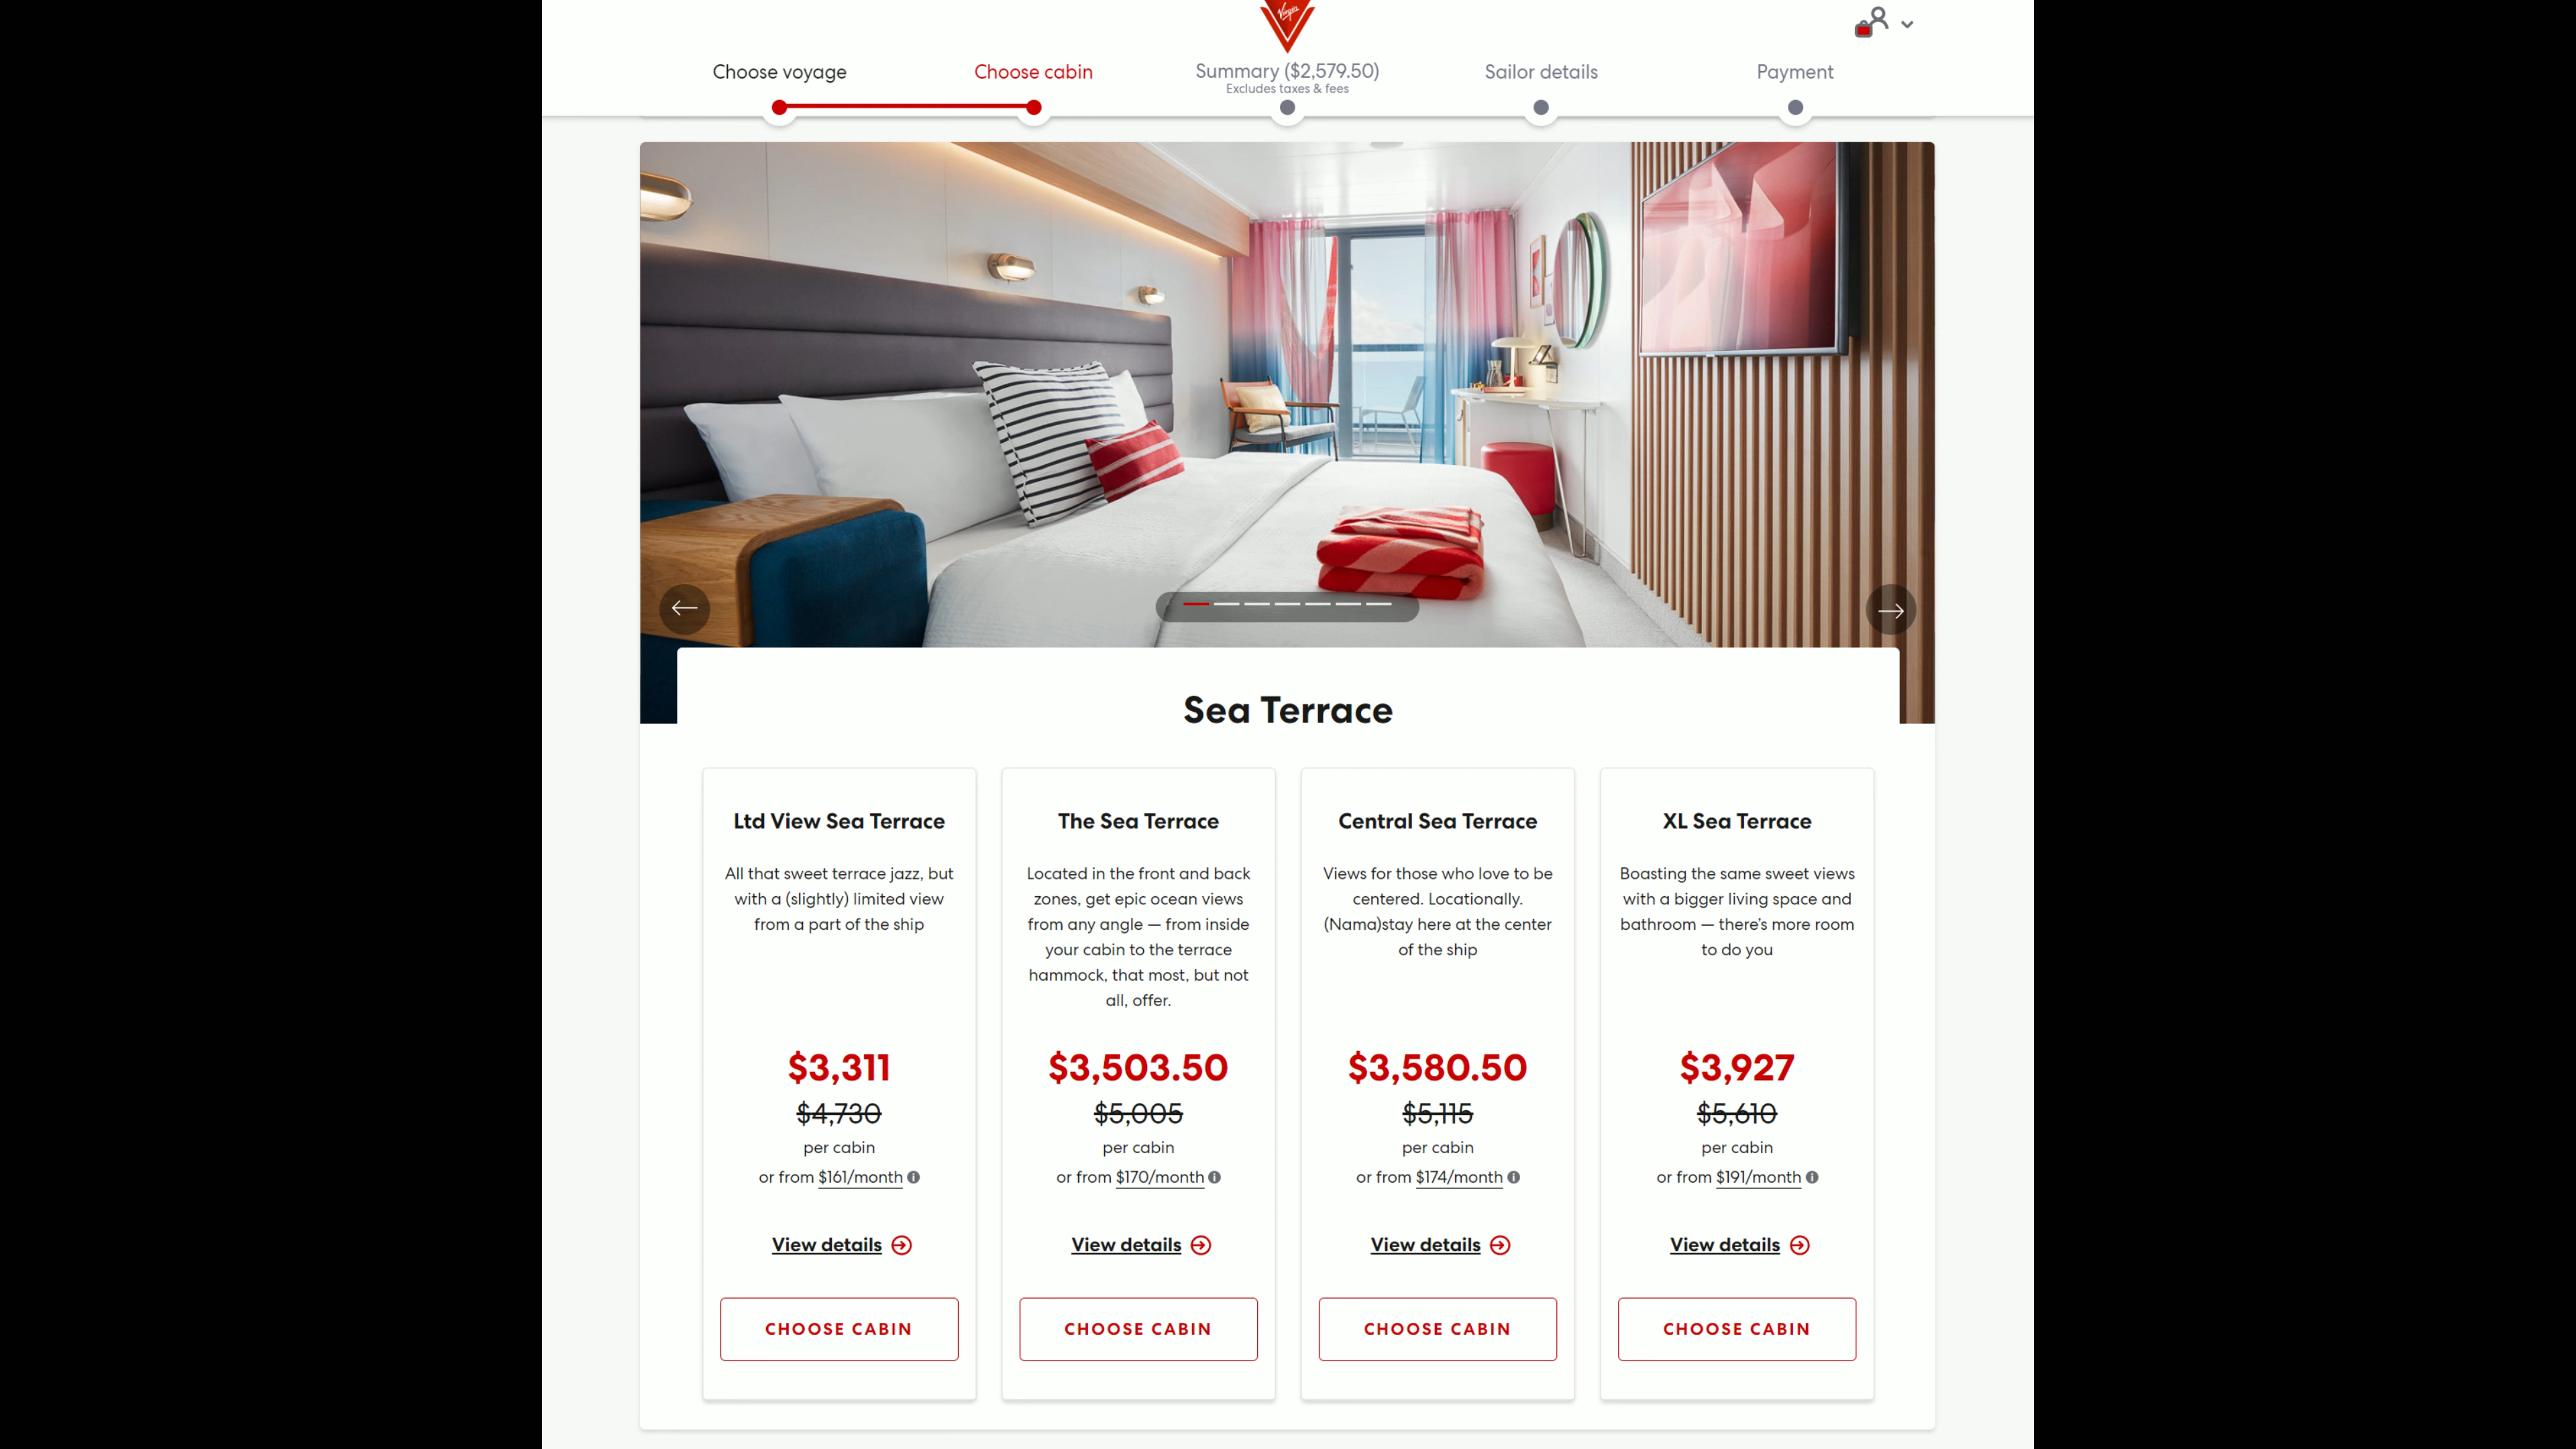 Virgin
Choose voyage
Choose cabin
Summary ($2,579.50)
Excludes taxes & fees
Sailor details
Payment
Sea Terrace
Ltd View Sea Terrace
All that sweet terrace jazz, but
with a (slightly) limited view
from a part of the ship
$3,311
$4,730
per cabin
or from $161/month
View details
CHOOSE CABIN
The Sea Terrace
Located in the front and back
zones, get epic ocean views
from any angle — from inside
your cabin to the terrace
hammock, that most, but not
all, offer.
$3,503.50
$5,005
per cabin
or from $170/month
View details
CHOOSE CABIN
Central Sea Terrace
Views for those who love to be
centered. Locationally.
(Nama)stay here at the center
of the ship
$3,580.50
$5,115
per cabin
or from $174/month
View details
CHOOSE CABIN
XL Sea Terrace
Boasting the same sweet views
with a bigger living space and
bathroom — there's more room
to do you
$3,927
$5,610
per cabin
or from $191/month
View details
CHOOSE CABIN